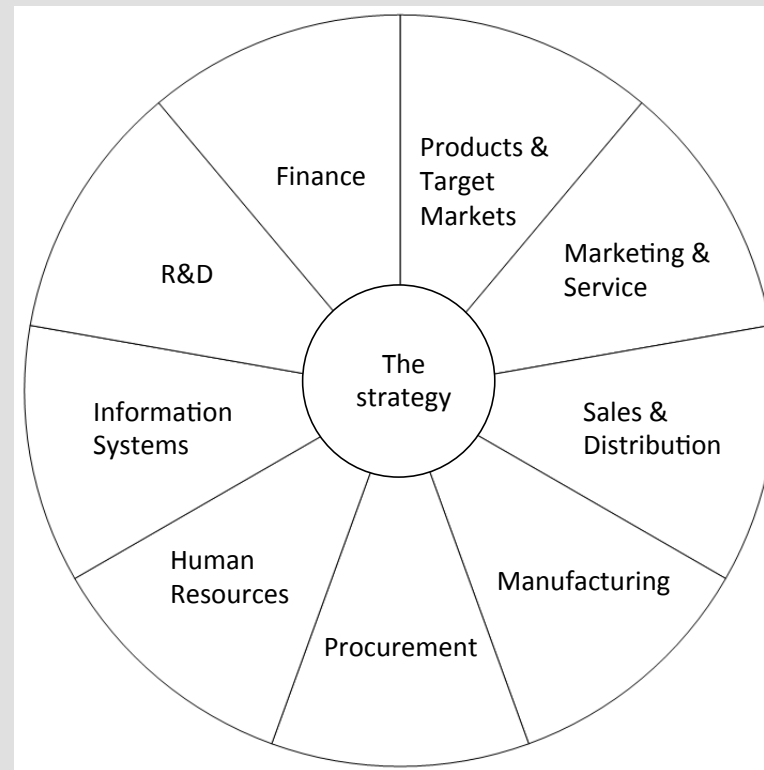 Finance
Products &
Target
Markets
Marketing &
Service
Sales &
Distribution
Manufacturing
Procurement
Human
Resources
Information
Systems
R&D
The
strategy